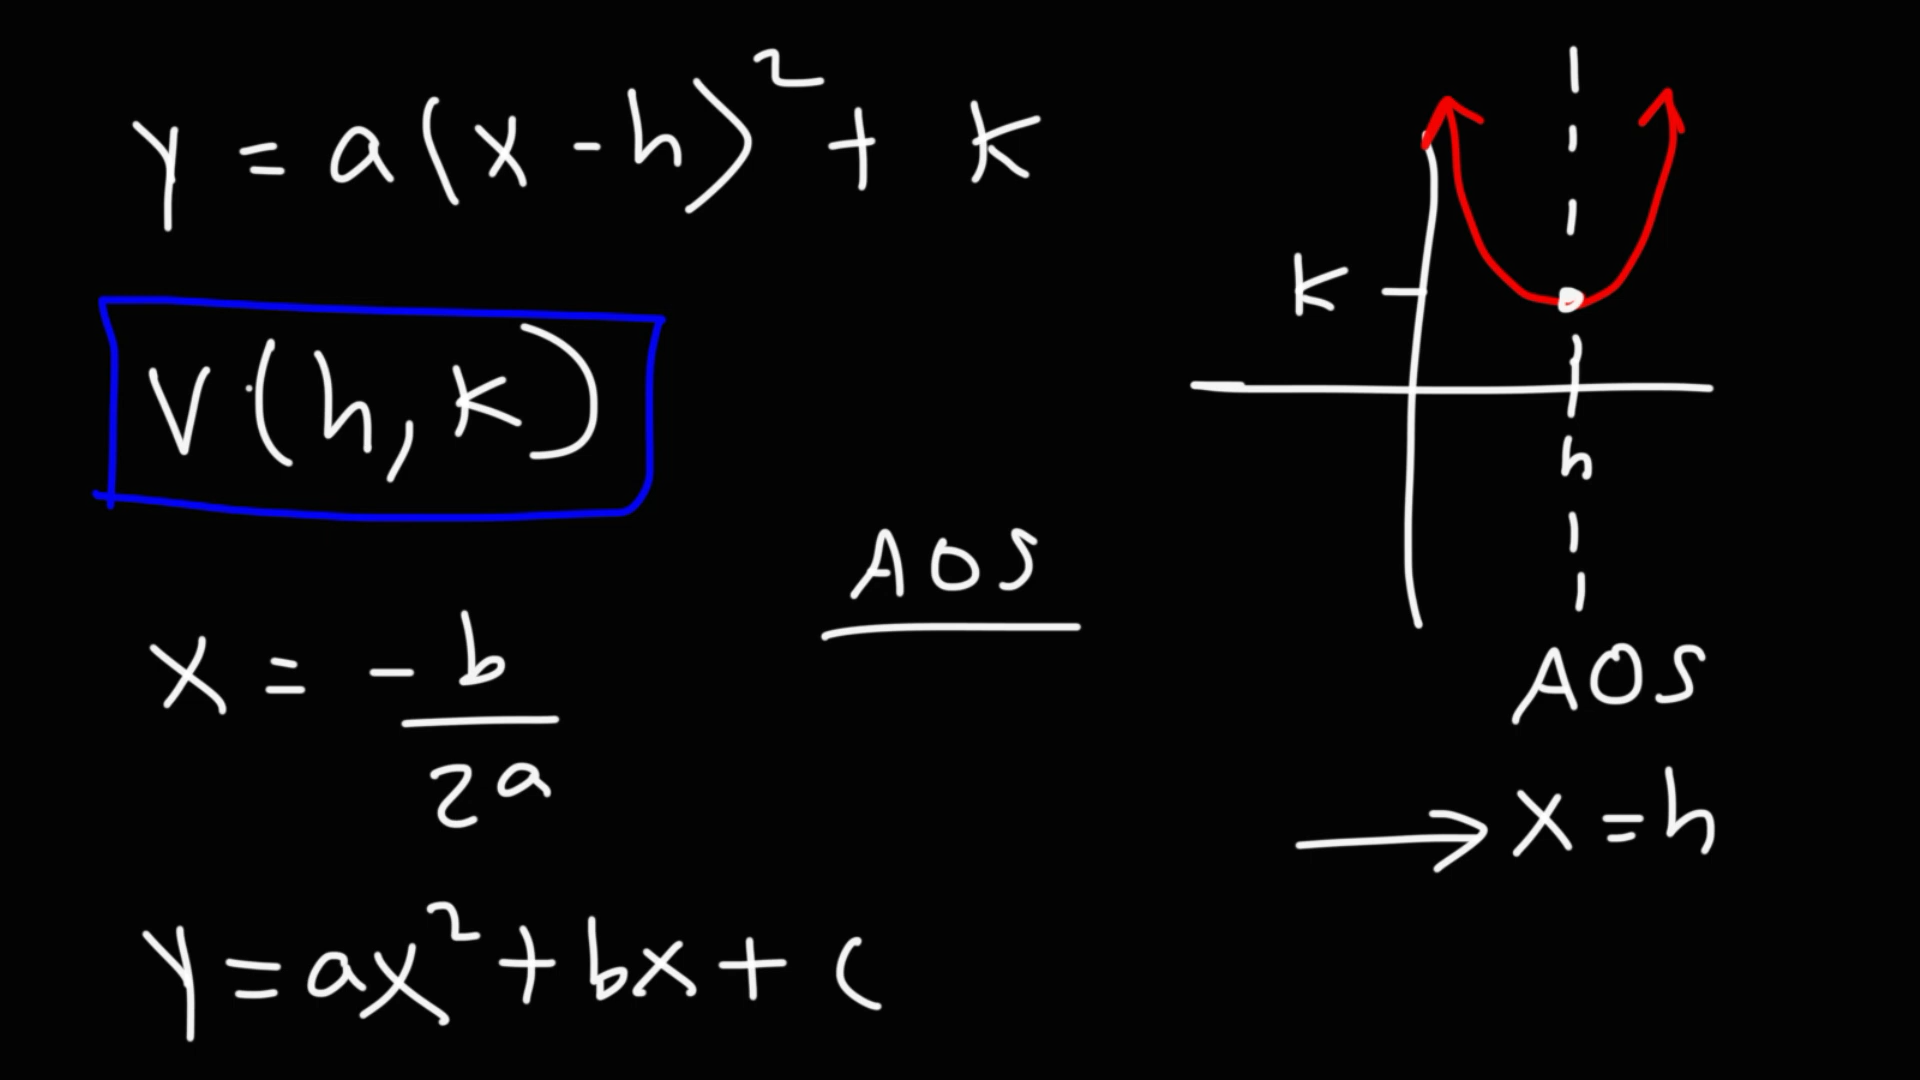 y = a(x - h)² + k
V(h, k)
AOS
x = -b/2a
y = ax² + bx + c
k
h
AOS
→ x = h